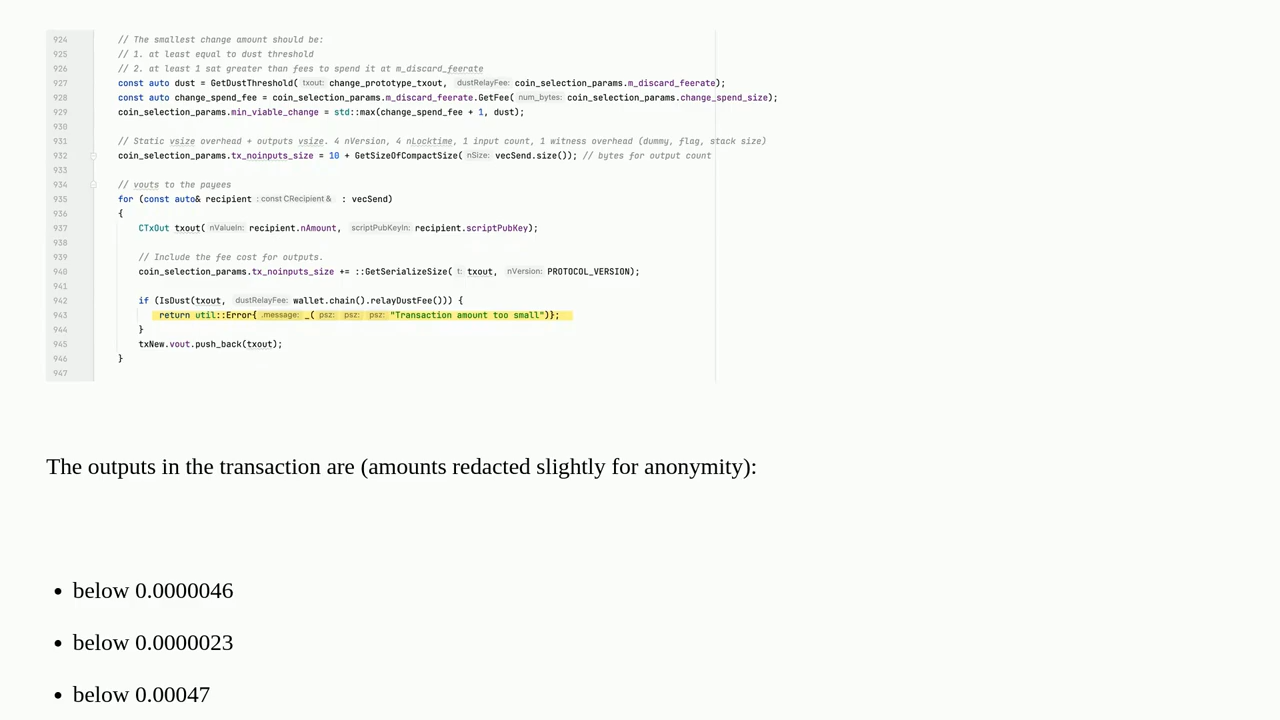 924 // The smallest change amount should be:
925 // 1. at least equal to dust threshold
926 // 2. at least 1 sat greater than fees to spend it at m_discard_feerate
927 const auto dust = GetDustThreshold( txout: change_prototype_txout, dustRelayFee: coin_selection_params.m_discard_feerate);
928 const auto change_spend_fee = coin_selection_params.m_discard_feerate.GetFee( num_bytes: coin_selection_params.change_spend_size);
929 coin_selection_params.min_viable_change = std::max(change_spend_fee + 1, dust);
930
931 // Static vsize overhead + outputs vsize. 4 nVersion, 4 nLocktime, 1 input count, 1 witness overhead (dummy, flag, stack size)
932 coin_selection_params.tx_noinputs_size = 10 + GetSizeOfCompactSize( nSize: vecSend.size()); // bytes for output count
933
934 // vouts to the payees
935 for (const auto& recipient : const CRecipient & : vecSend)
936 {
937 CTxOut txout( nValueIn: recipient.nAmount, scriptPubKeyIn: recipient.scriptPubKey);
938
939 // Include the fee cost for outputs.
940 coin_selection_params.tx_noinputs_size += ::GetSerializeSize( t: txout, nVersion: PROTOCOL_VERSION);
941
942 if (IsDust(txout, dustRelayFee: wallet.chain().relayDustFee())) {
943 return util::Error{ .message: _( psz: psz: psz: "Transaction amount too small")};
944 }
945 txNew.vout.push_back(txout);
946 }
947
The outputs in the transaction are (amounts redacted slightly for anonymity):
• below 0.0000046
• below 0.0000023
• below 0.00047